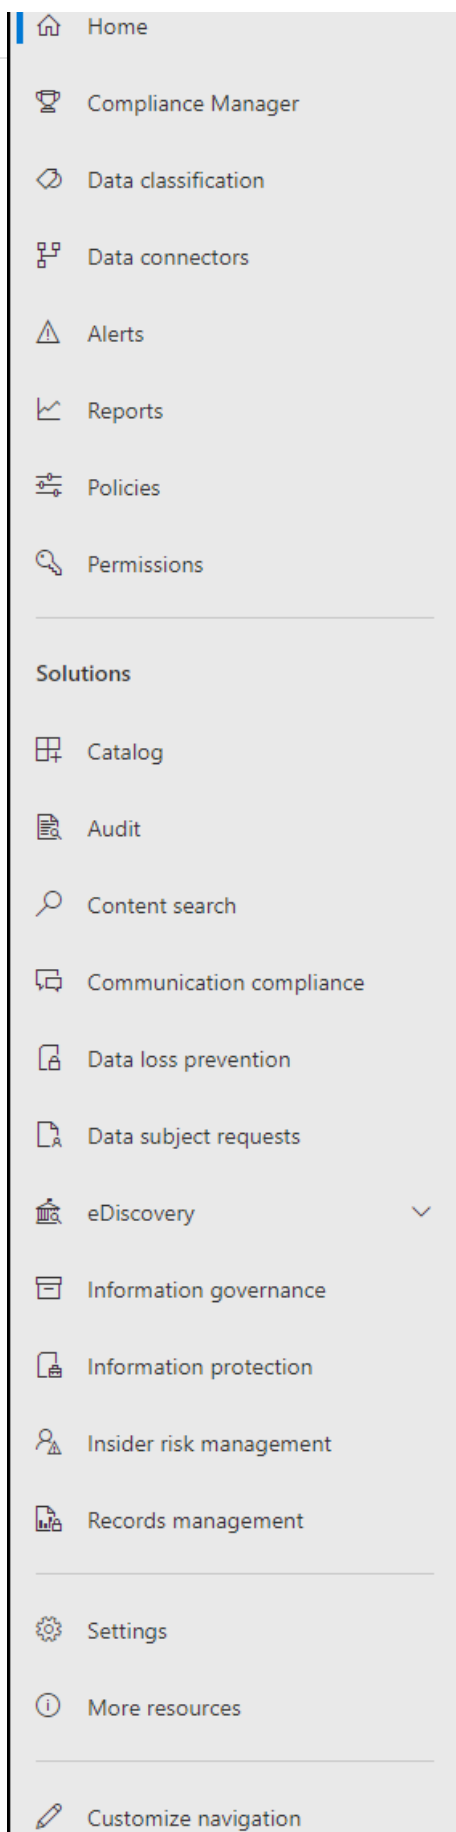 Home
Compliance Manager
Data classification
Data connectors
Alerts
Reports
Policies
Permissions
Solutions
Catalog
Audit
Content search
Communication compliance
Data loss prevention
Data subject requests
eDiscovery
Information governance
Information protection
Insider risk management
Records management
Settings
More resources
Customize navigation